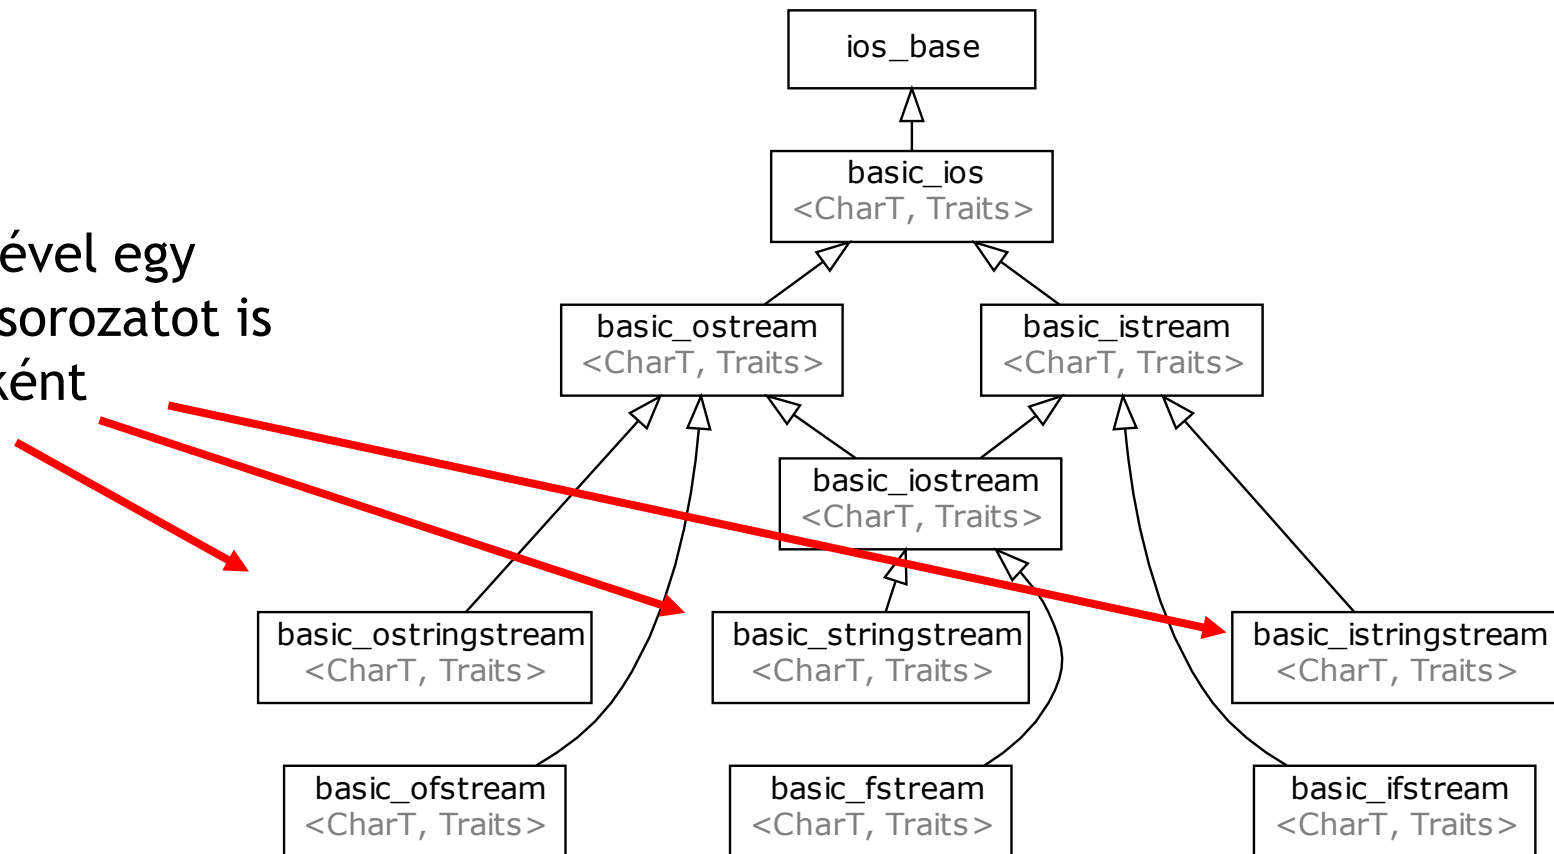 ios_base
basic_ios
<CharT, Traits>
ével egy
sorozatot is
ként
basic_ostream
<CharT, Traits>
basic_istream
<CharT, Traits>
basic_iostream
<CharT, Traits>
basic_ostringstream
<CharT, Traits>
basic_stringstream
<CharT, Traits>
basic_istringstream
<CharT, Traits>
basic_ofstream
<CharT, Traits>
basic_fstream
<CharT, Traits>
basic_ifstream
<CharT, Traits>